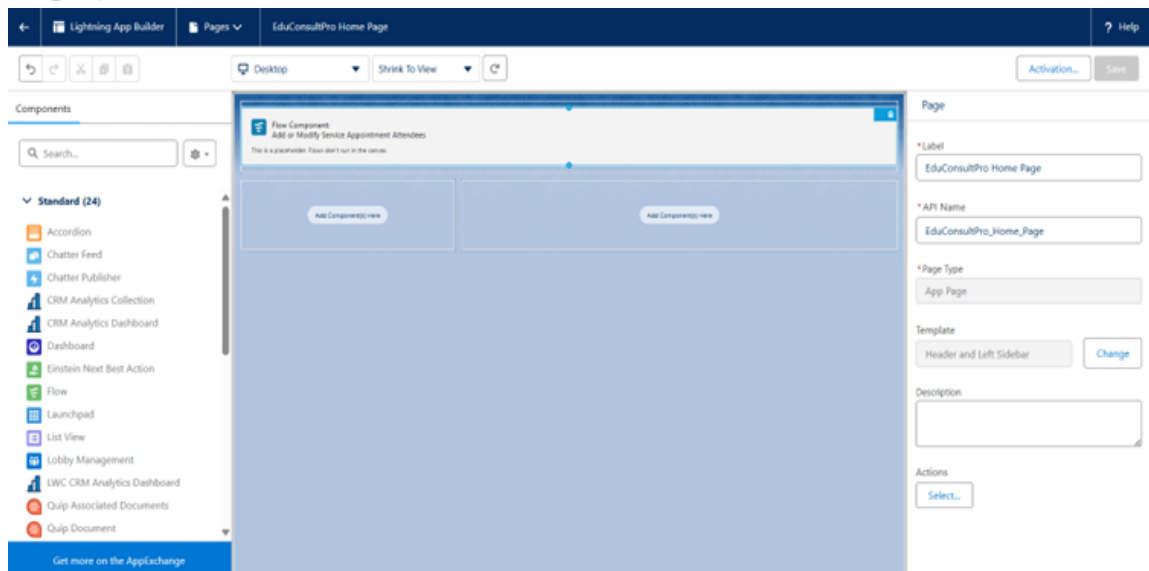 Lightning App Builder
Pages
EduConsultPro Home Page
? Help
Desktop
Shrink To View
Activation...
Save
Components
Search...
Standard (24)
Accordion
Chatter Feed
Chatter Publisher
CRM Analytics Collection
CRM Analytics Dashboard
Dashboard
Einstein Next Best Action
Flow
Launchpad
List View
Lobby Management
LWC CRM Analytics Dashboard
Quip Associated Documents
Quip Document
Get more on the AppExchange
Flow Component:
Add or Modify Service Appointment Attendees
This is a placeholder. Flows don't run in the canvas.
Add Component(s) Here
Add Component(s) Here
Page
*Label
EduConsultPro Home Page
*API Name
EduConsultPro_Home_Page
*Page Type
App Page
Template
Header and Left Sidebar
Change
Description
Actions
Select...